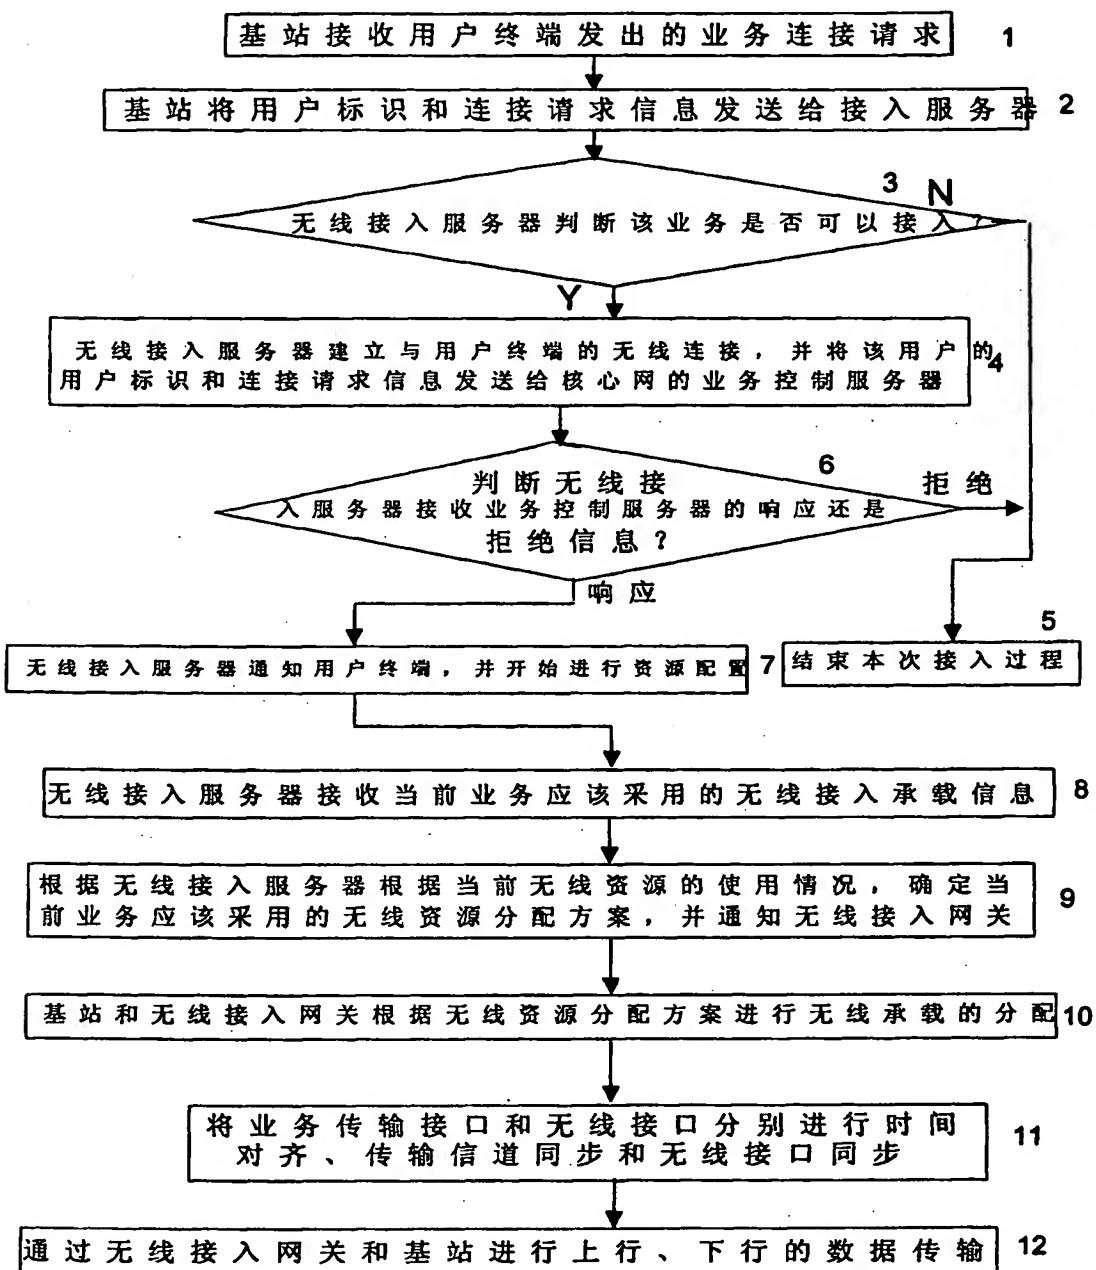 基站接收用户终端发出的业务连接请求 1
基站将用户标识和连接请求信息发送给接入服务器 2
3 N
无线接入服务器判断该业务是否可以接入？
Y
无线接入服务器建立与用户终端的无线连接，并将该用户的
用户标识和连接请求信息发送给核心网的业务控制服务器
4
6
判断无线接
拒绝
入服务器接收业务控制服务器的响应还是
拒绝信息？
响应
5
无线接入服务器通知用户终端，并开始进行资源配置 7
结束本次接入过程
无线接入服务器接收当前业务应该采用的无线接入承载信息 8
根据无线接入服务器根据当前无线资源的使用情况，确定当
前业务应该采用的无线资源分配方案，并通知无线接入网关
9
基站和无线接入网关根据无线资源分配方案进行无线承载的分配 10
将业务传输接口和无线接口分别进行时间
对齐、传输信道同步和无线接口同步
11
通过无线接入网关和基站进行上行、下行的数据传输 12